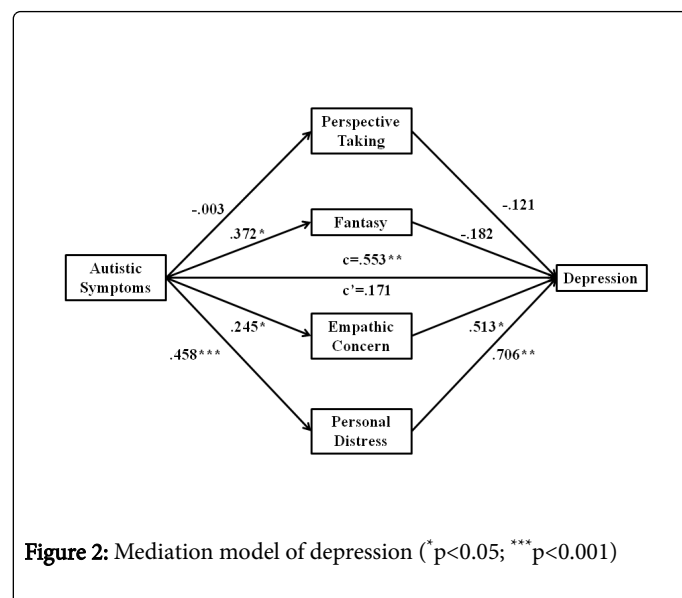 Perspective
Taking
-.003
-.121
Fantasy
.372*
-.182
c=.553**
Autistic
Symptoms
Depression
c'=.171
.245*
Empathic
Concern
.513*
.458***
.706**
Personal
Distress
Figure 2: Mediation model of depression (*p<0.05; ***p<0.001)